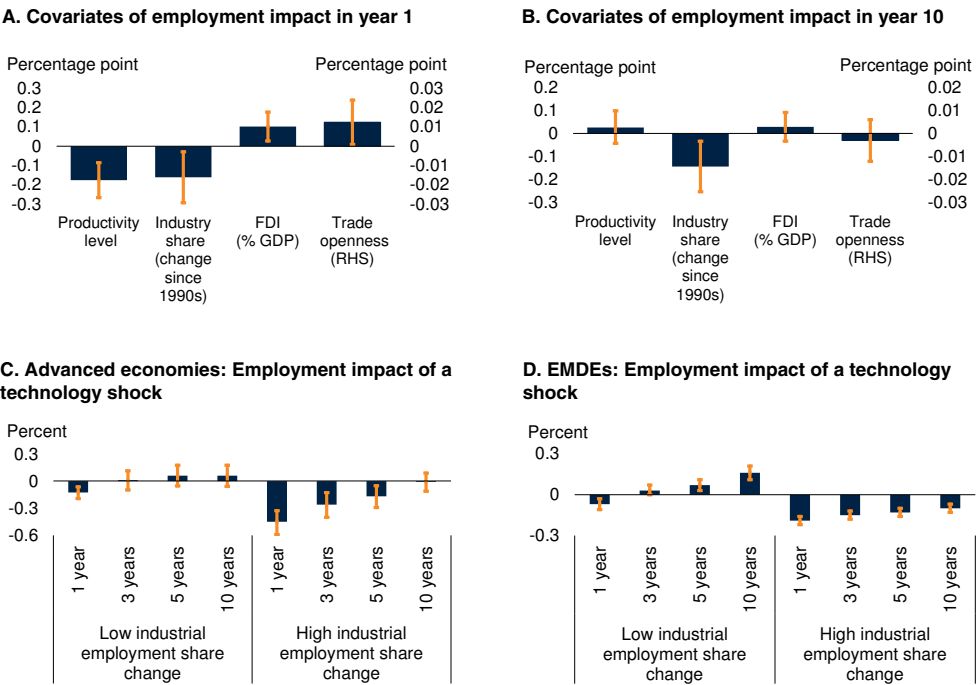 A. Covariates of employment impact in year 1
Percentage point
Percentage point
0.3
0.2
0.1
0
-0.1
-0.2
-0.3
0.03
0.02
0.01
0
-0.01
-0.02
-0.03
Productivity
level
Industry
share
(change
since
1990s)
FDI
(% GDP)
Trade
openness
(RHS)
B. Covariates of employment impact in year 10
Percentage point
Percentage point
0.2
0.1
0
-0.1
-0.2
-0.3
0.02
0.01
0
-0.01
-0.02
-0.03
Productivity
level
Industry
share
(change
since
1990s)
FDI
(% GDP)
Trade
openness
(RHS)
C. Advanced economies: Employment impact of a
technology shock
Percent
0.3
0
-0.3
-0.6
1 year
3 years
5 years
10 years
1 year
3 years
5 years
10 years
Low industrial
employment share
change
High industrial
employment share
change
D. EMDEs: Employment impact of a technology
shock
Percent
0.3
0
-0.3
1 year
3 years
5 years
10 years
1 year
3 years
5 years
10 years
Low industrial
employment share
change
High industrial
employment share
change